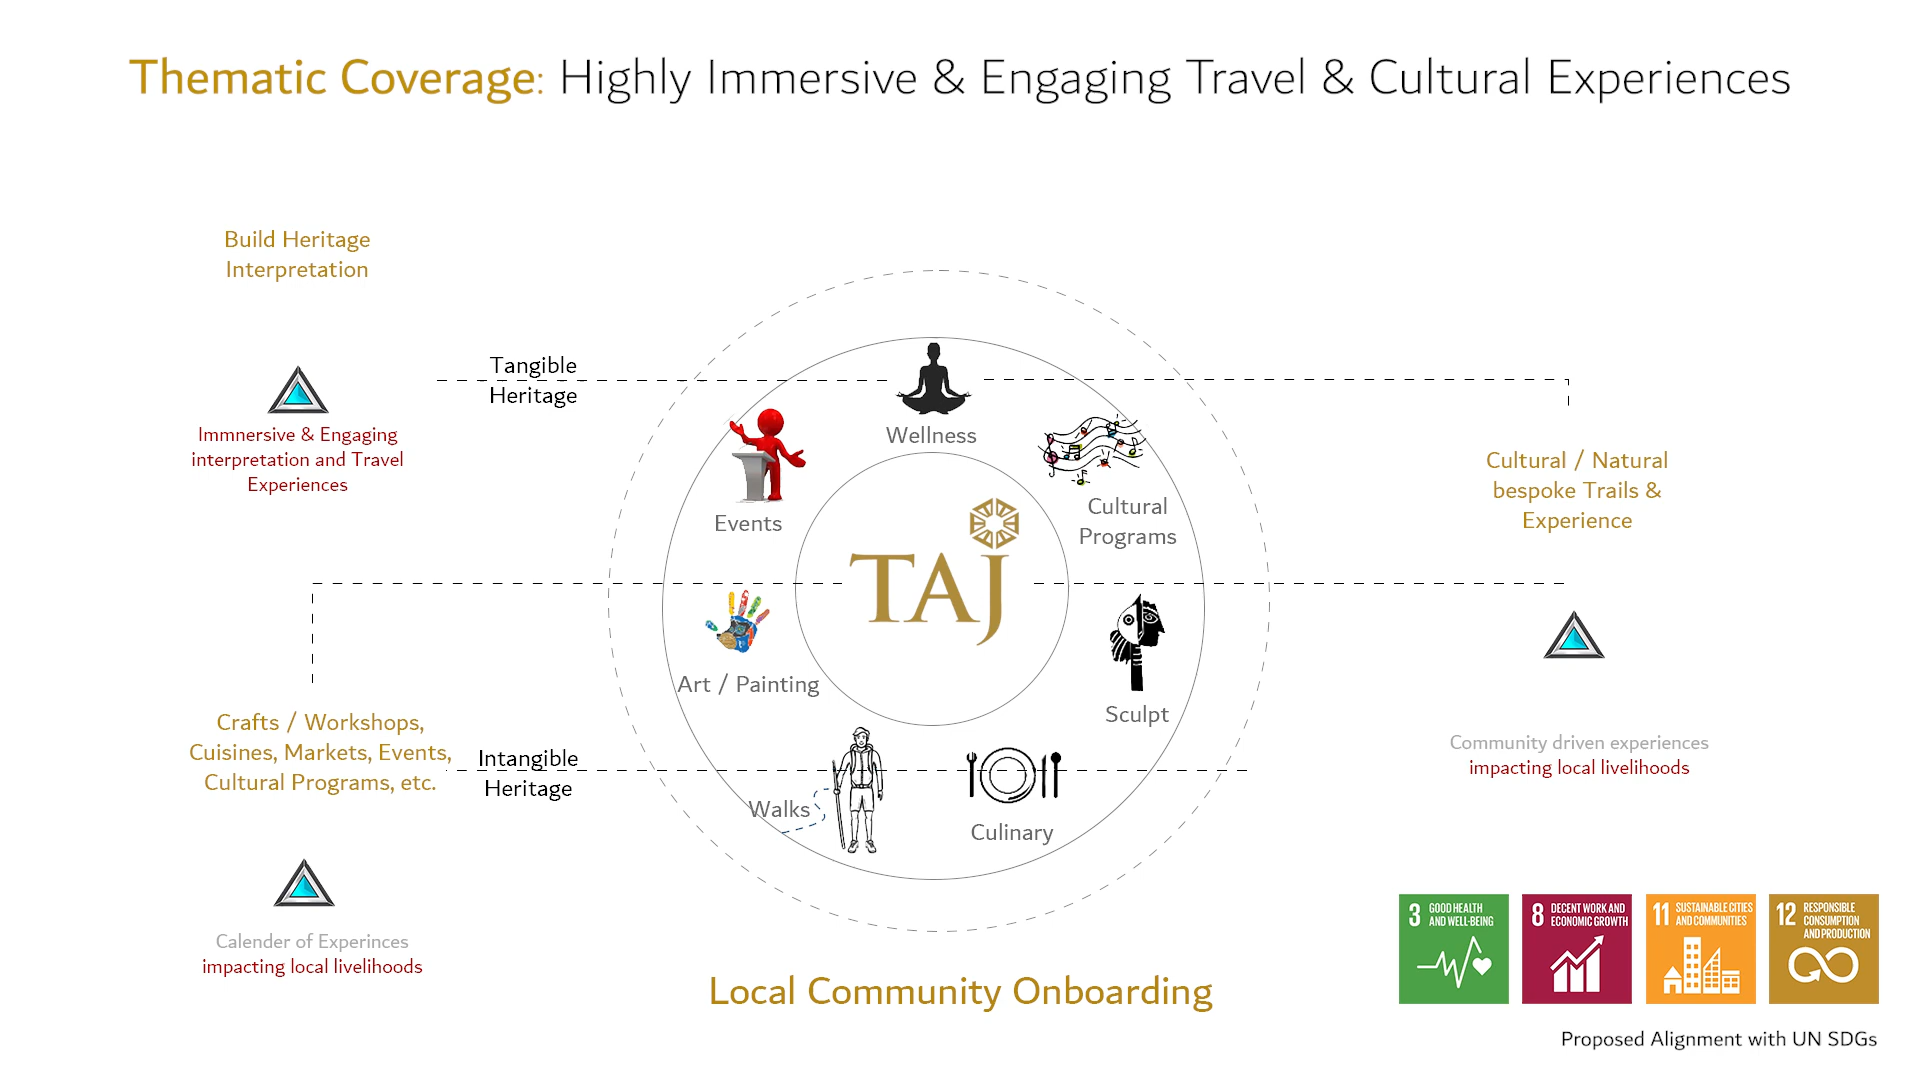 Thematic Coverage: Highly Immersive & Engaging Travel & Cultural Experiences
Build Heritage
Interpretation
Immnersive & Engaging
interpretation and Travel
Experiences
Tangible
Heritage
Crafts / Workshops,
Cuisines, Markets, Events,
Cultural Programs, etc.
Intangible
Heritage
Calender of Experinces
impacting local livelihoods
Wellness
Events
Cultural
Programs
TAJ
Art / Painting
Sculpt
Walks
Culinary
Local Community Onboarding
Cultural / Natural
bespoke Trails &
Experience
Community driven experiences
impacting local livelihoods
3 GOOD HEALTH
AND WELL-BEING
8 DECENT WORK AND
ECONOMIC GROWTH
11 SUSTAINABLE CITIES
AND COMMUNITIES
12 RESPONSIBLE
CONSUMPTION
AND PRODUCTION
Proposed Alignment with UN SDGs